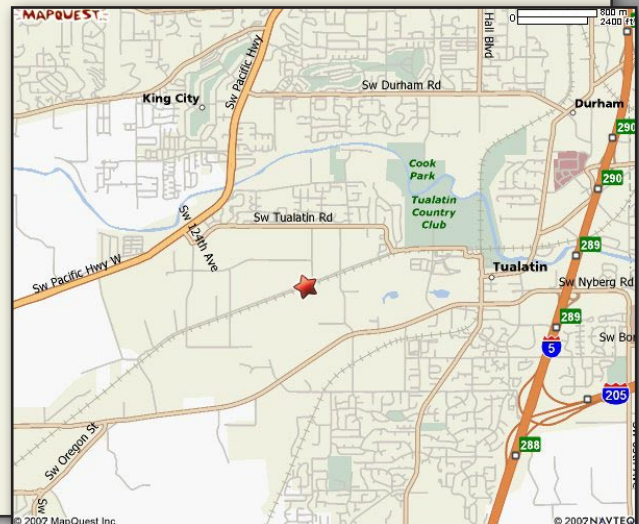 MAPQUEST
0 800 m
2400 ft
Hall Blvd
Sw Pacific Hwy
Sw Durham Rd
King City
Durham
290
Cook
Park
290
Tualatin
Country
Club
Sw 124th Ave
Sw Tualatin Rd
289
Tualatin
Sw Pacific Hwy W
Sw Nyberg Rd
289
Sw Bor
5
205
Sw Oregon St
288
Sw
© 2007 MapQuest Inc.
© 2007 NAVTEQ